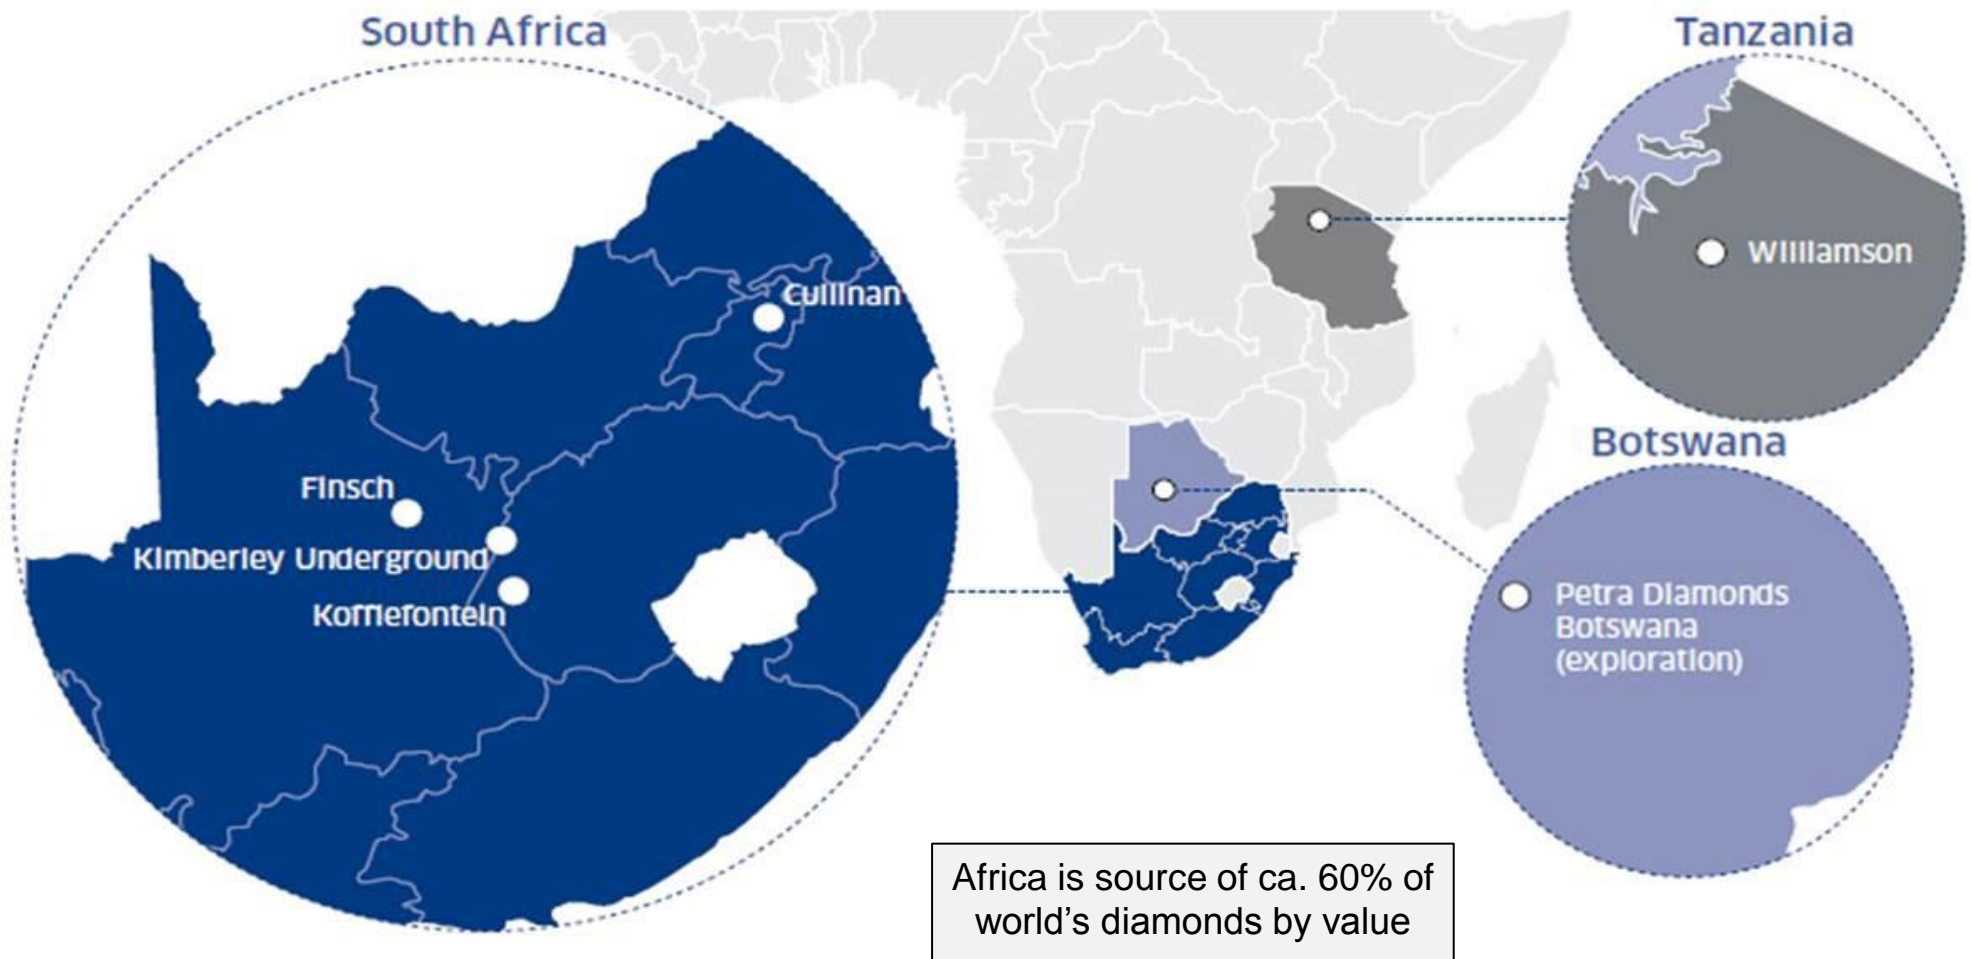 South Africa
Tanzania
Cullinan
Williamson
Botswana
Finsch
Kimberley Underground
Koffiefontein
Petra Diamonds
Botswana
(exploration)
Africa is source of ca. 60% of
world’s diamonds by value